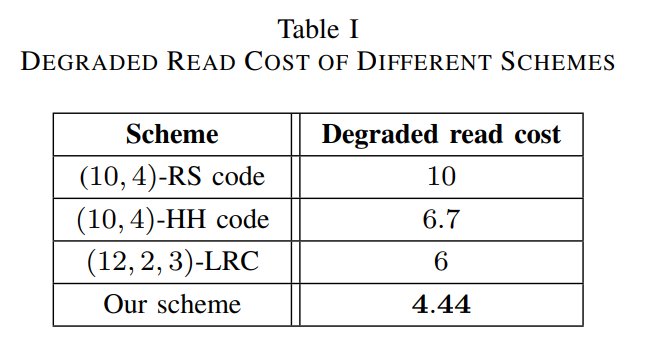 Table I
DEGRADED READ COST OF DIFFERENT SCHEMES
Scheme Degraded read cost
(10, 4)-RS code 10
(10, 4)-HH code 6.7
(12, 2, 3)-LRC 6
Our scheme 4.44